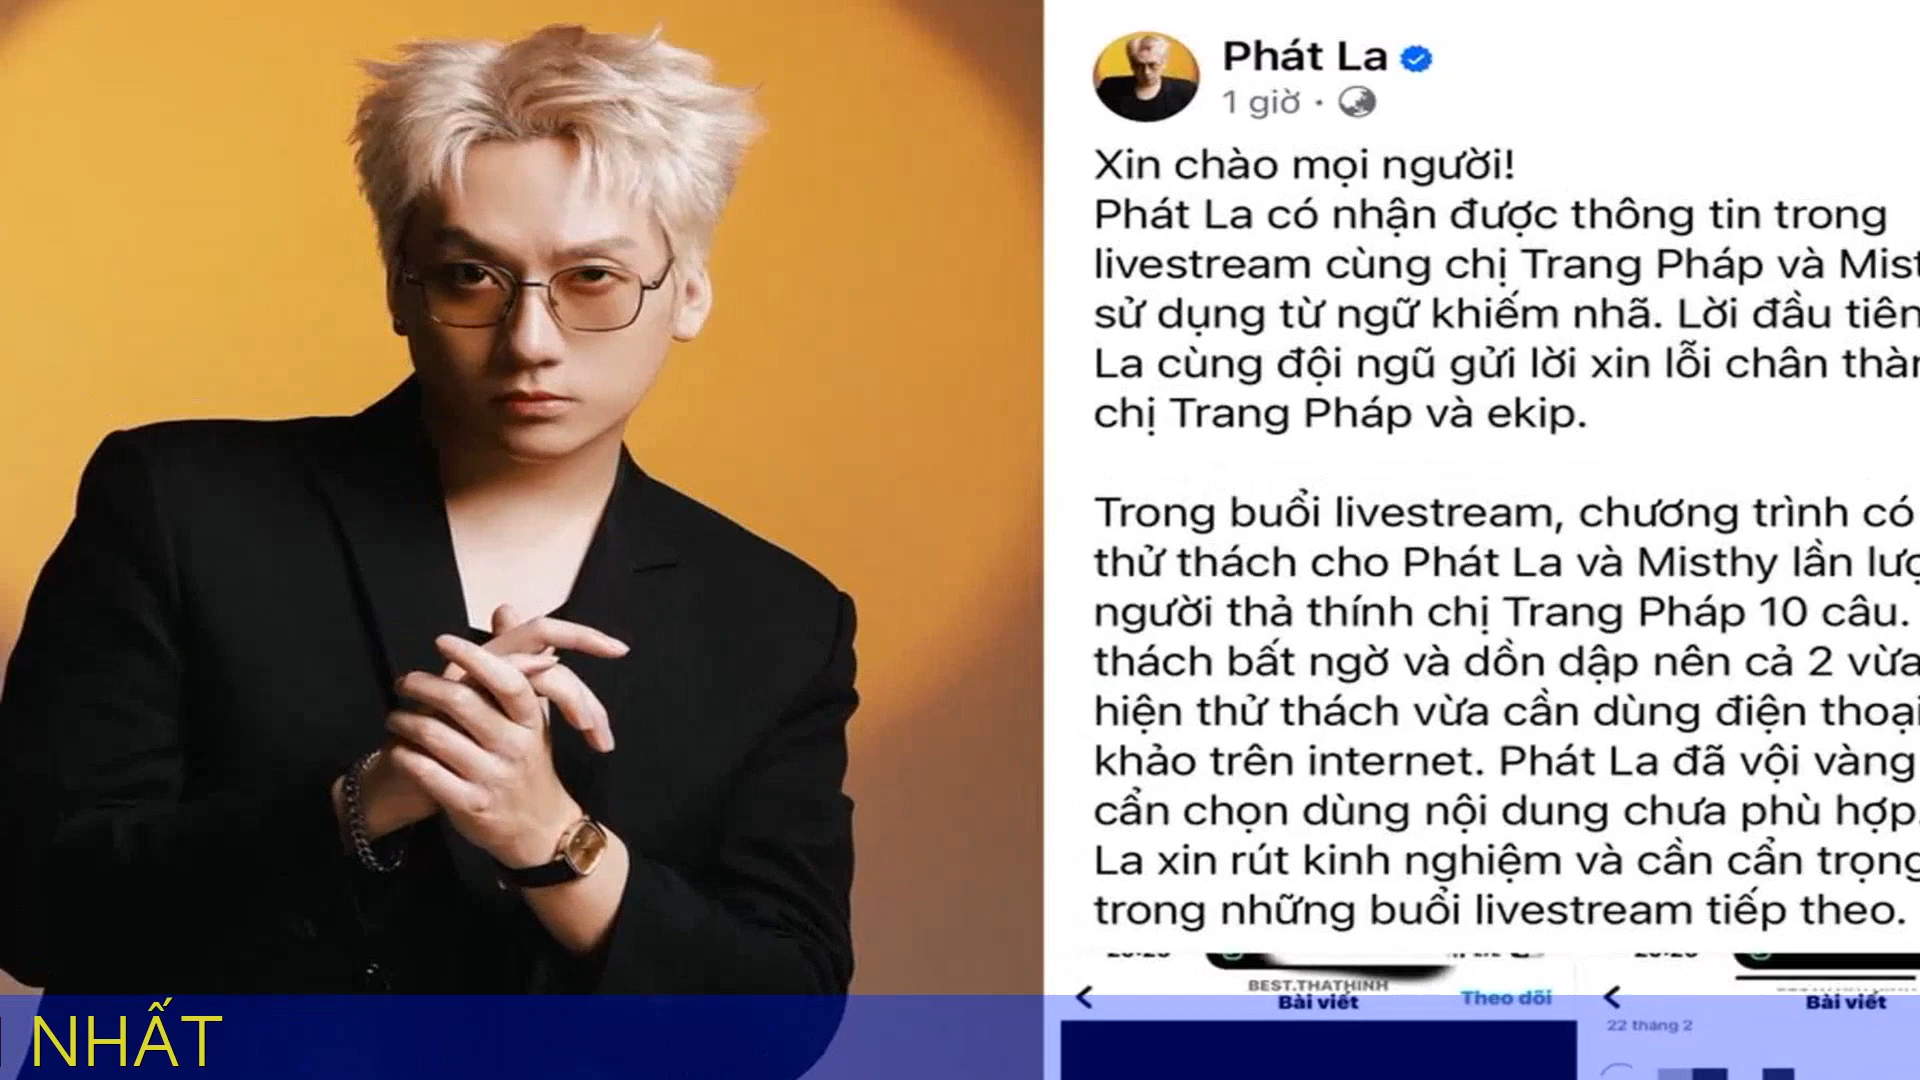 Phát La
1 giờ ·
Xin chào mọi người!
Phát La có nhận được thông tin trong
livestream cùng chị Trang Pháp và Mist
sử dụng từ ngữ khiếm nhã. Lời đầu tiên
La cùng đội ngũ gửi lời xin lỗi chân thàn
chị Trang Pháp và ekip.
Trong buổi livestream, chương trình có
thử thách cho Phát La và Misthy lần lượ
người thả thính chị Trang Pháp 10 câu.
thách bất ngờ và dồn dập nên cả 2 vừa
hiện thử thách vừa cần dùng điện thoại
khảo trên internet. Phát La đã vội vàng
cẩn chọn dùng nội dung chưa phù hợp.
La xin rút kinh nghiệm và cần cẩn trọng
trong những buổi livestream tiếp theo.
BEST.THATHINH
Bài viết
Theo dõi
Bài viết
22 tháng 2
NHẤT